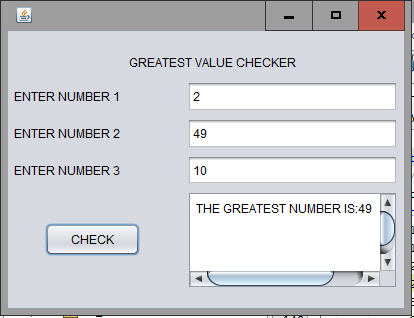 GREATEST VALUE CHECKER
ENTER NUMBER 1
2
ENTER NUMBER 2
49
ENTER NUMBER 3
10
THE GREATEST NUMBER IS:49
CHECK